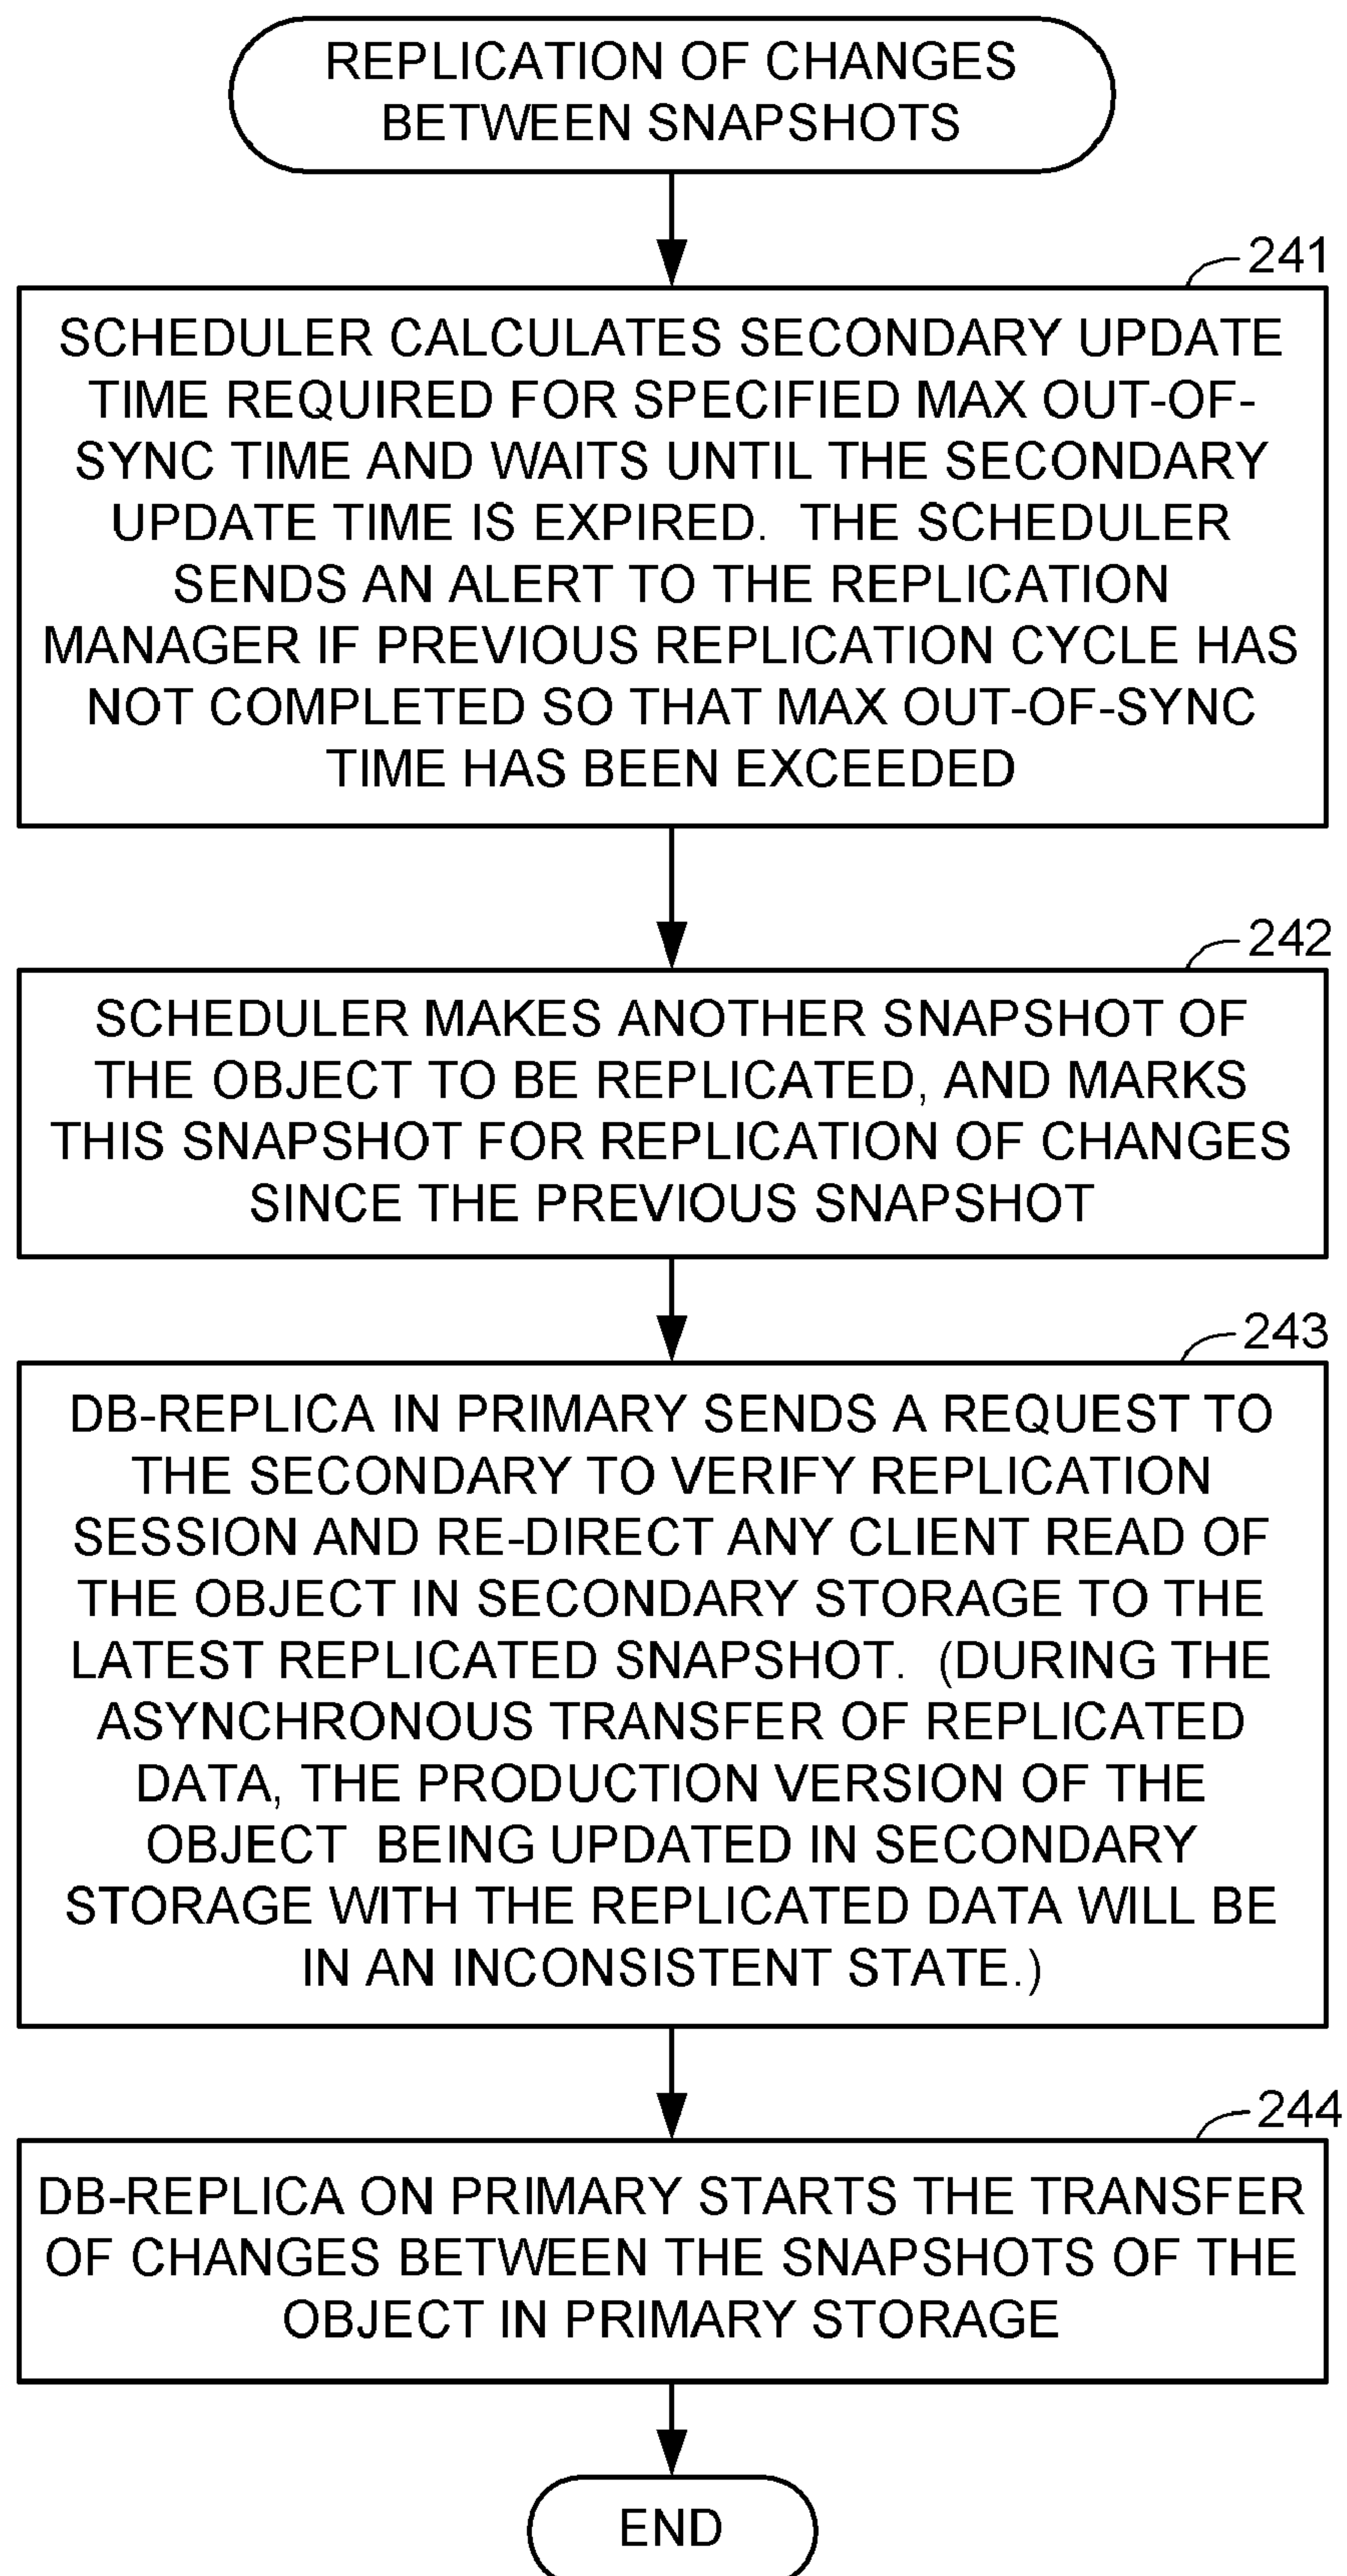 REPLICATION OF CHANGES
BETWEEN SNAPSHOTS
241
SCHEDULER CALCULATES SECONDARY UPDATE
TIME REQUIRED FOR SPECIFIED MAX OUT-OF-
SYNC TIME AND WAITS UNTIL THE SECONDARY
UPDATE TIME IS EXPIRED. THE SCHEDULER
SENDS AN ALERT TO THE REPLICATION
MANAGER IF PREVIOUS REPLICATION CYCLE HAS
NOT COMPLETED SO THAT MAX OUT-OF-SYNC
TIME HAS BEEN EXCEEDED
242
SCHEDULER MAKES ANOTHER SNAPSHOT OF
THE OBJECT TO BE REPLICATED, AND MARKS
THIS SNAPSHOT FOR REPLICATION OF CHANGES
SINCE THE PREVIOUS SNAPSHOT
243
DB-REPLICA IN PRIMARY SENDS A REQUEST TO
THE SECONDARY TO VERIFY REPLICATION
SESSION AND RE-DIRECT ANY CLIENT READ OF
THE OBJECT IN SECONDARY STORAGE TO THE
LATEST REPLICATED SNAPSHOT. (DURING THE
ASYNCHRONOUS TRANSFER OF REPLICATED
DATA, THE PRODUCTION VERSION OF THE
OBJECT BEING UPDATED IN SECONDARY
STORAGE WITH THE REPLICATED DATA WILL BE
IN AN INCONSISTENT STATE.)
244
DB-REPLICA ON PRIMARY STARTS THE TRANSFER
OF CHANGES BETWEEN THE SNAPSHOTS OF THE
OBJECT IN PRIMARY STORAGE
END